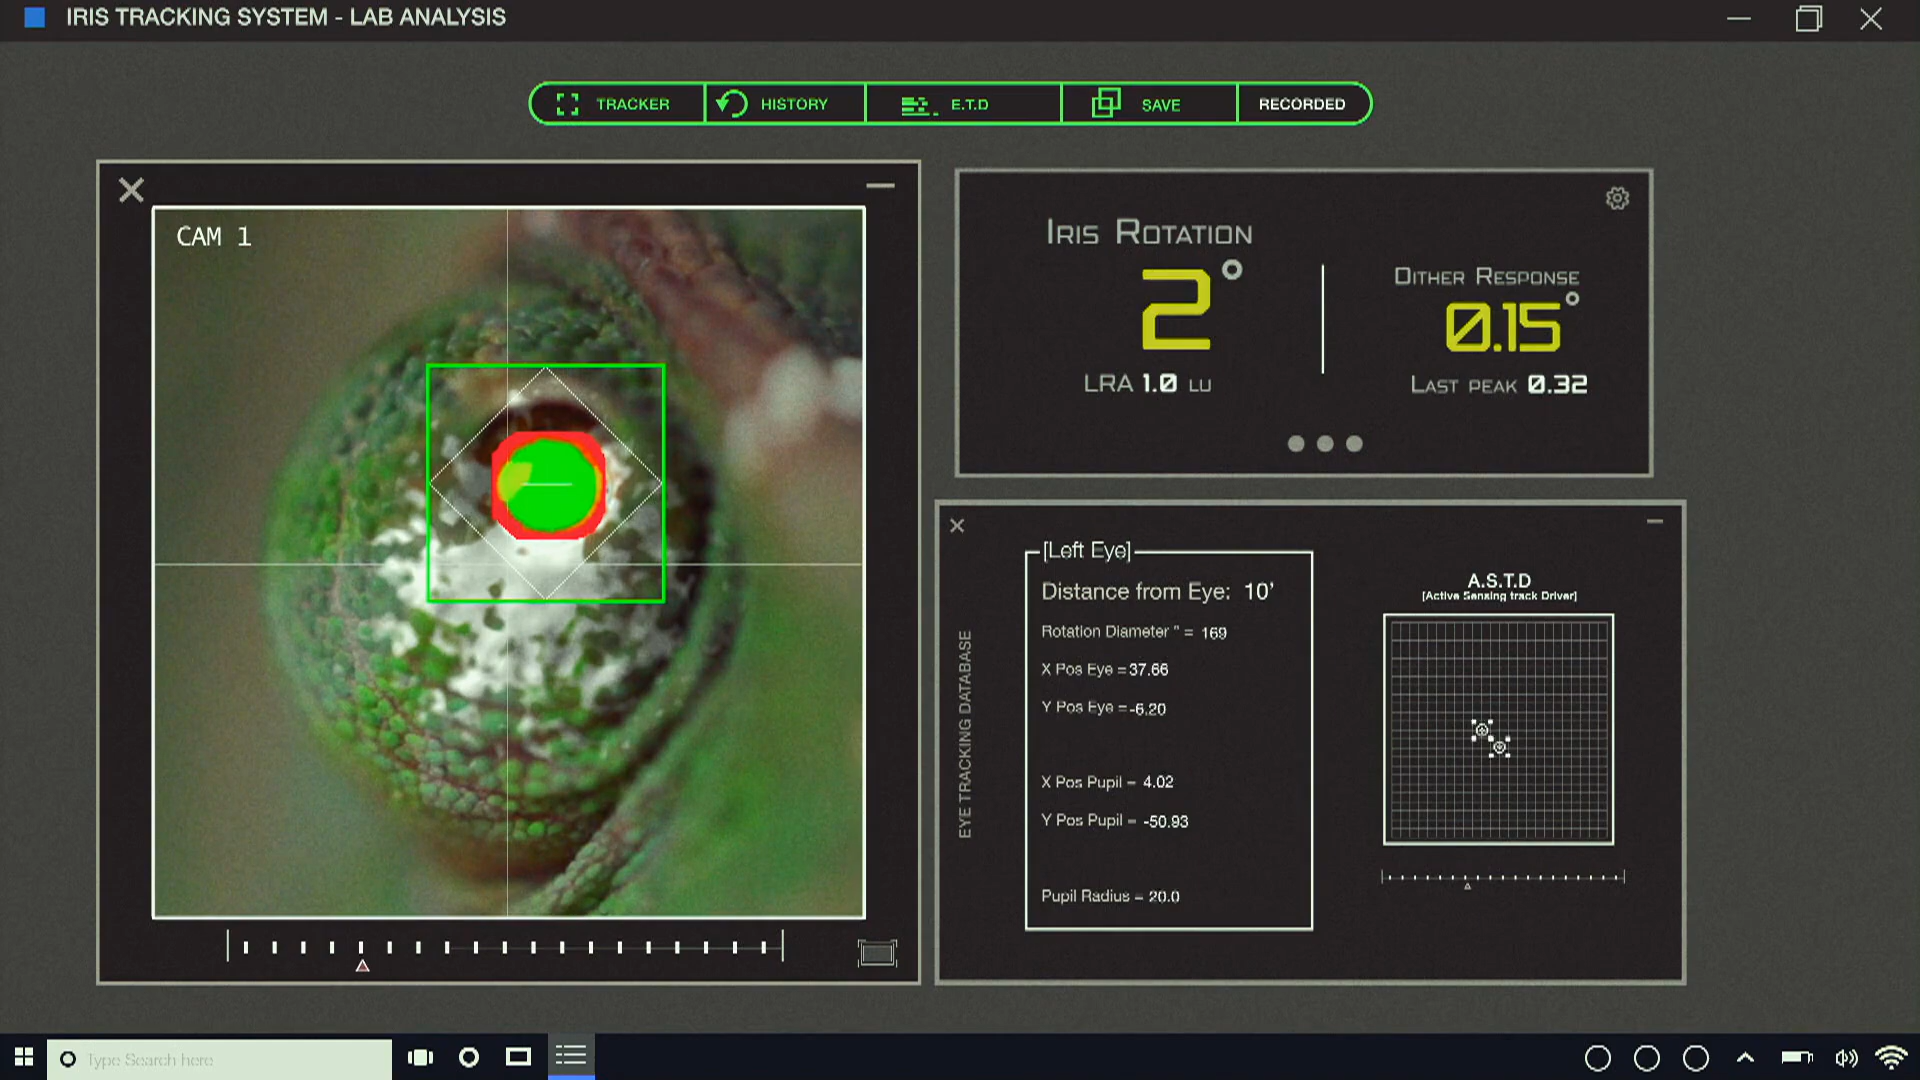 IRIS TRACKING SYSTEM - LAB ANALYSIS
TRACKER
HISTORY
E.T.D
SAVE
RECORDED
CAM 1
IRIS ROTATION
2°
LRA 1.0 LU
DITHER RESPONSE
0.15°
LAST PEAK 0.32
EYE TRACKING DATABASE
[Left Eye]
Distance from Eye: 10'
Rotation Diameter " = 169
X Pos Eye = 37.66
Y Pos Eye = -6.20
X Pos Pupil = 4.02
Y Pos Pupil = -50.93
Pupil Radius = 20.0
A.S.T.D
[Active Sensing track Driver]
Type Search here